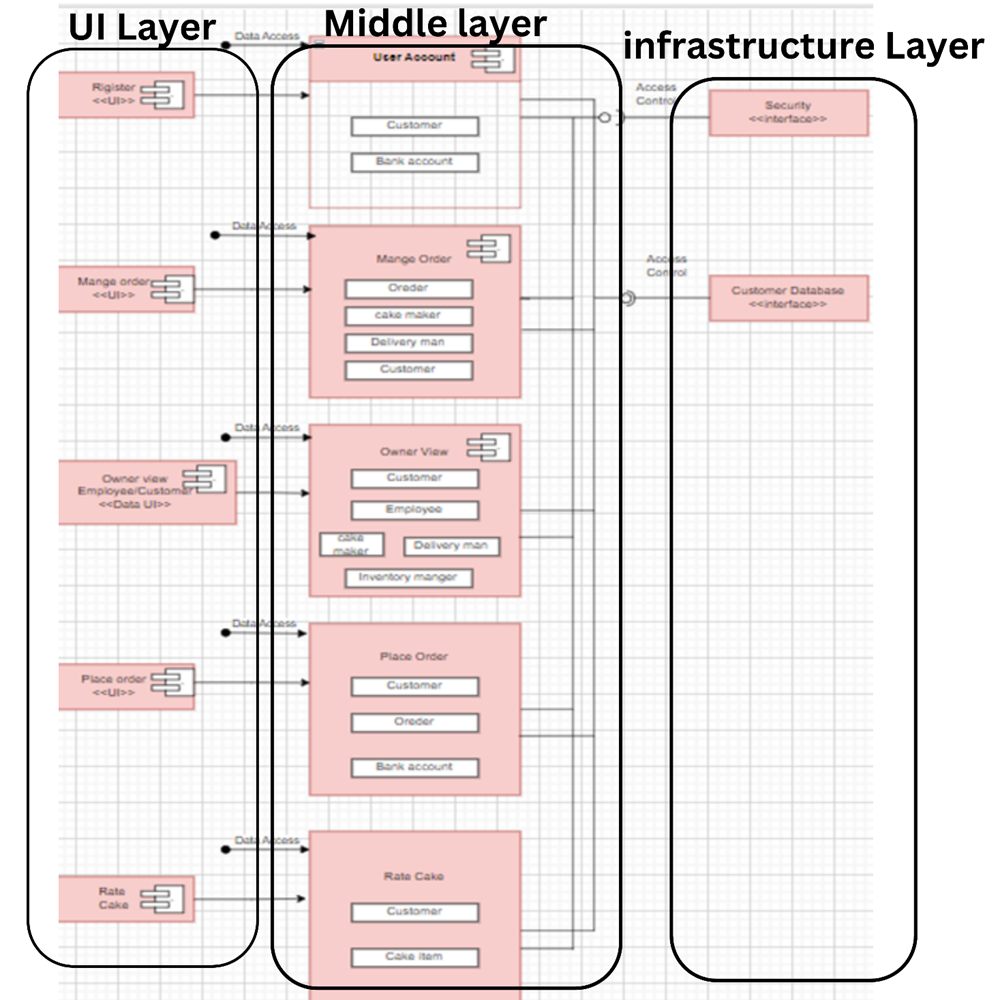 UI Layer
Middle layer
infrastructure Layer
Data Access
User Account
Rigister
<<UI>>
Customer
Bank account
Access
Control
Security
<<interface>>
Data Access
Mange order
<<UI>>
Mange Order
Oreder
cake maker
Delivery man
Customer
Access
Control
Customer Database
<<interface>>
Data Access
Owner view
Employee/Customer
<<Data UI>>
Owner View
Customer
Employee
cake
maker
Delivery man
Inventory manger
Data Access
Place order
<<UI>>
Place Order
Customer
Oreder
Bank account
Data Access
Rate
Cake
Rate Cake
Customer
Cake item